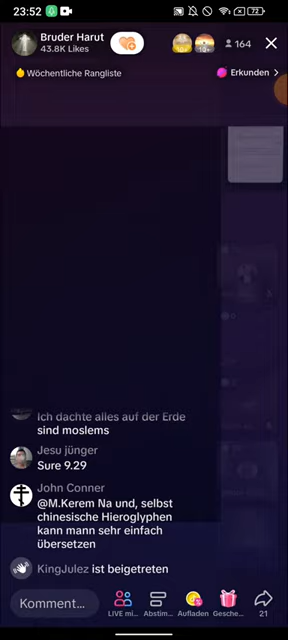 23:52
72
Bruder Harut
43.8K Likes
10+
164
Wöchentliche Rangliste
Erkunden
Ich dachte alles auf der Erde
sind moslems
Jesu jünger
Sure 9.29
John Conner
@M.Kerem Na und, selbst
chinesische Hieroglyphen
kann mann sehr einfach
übersetzen
KingJulez ist beigetreten
Komment...
LIVE mi...
Abstim...
Aufladen
Gesche...
21